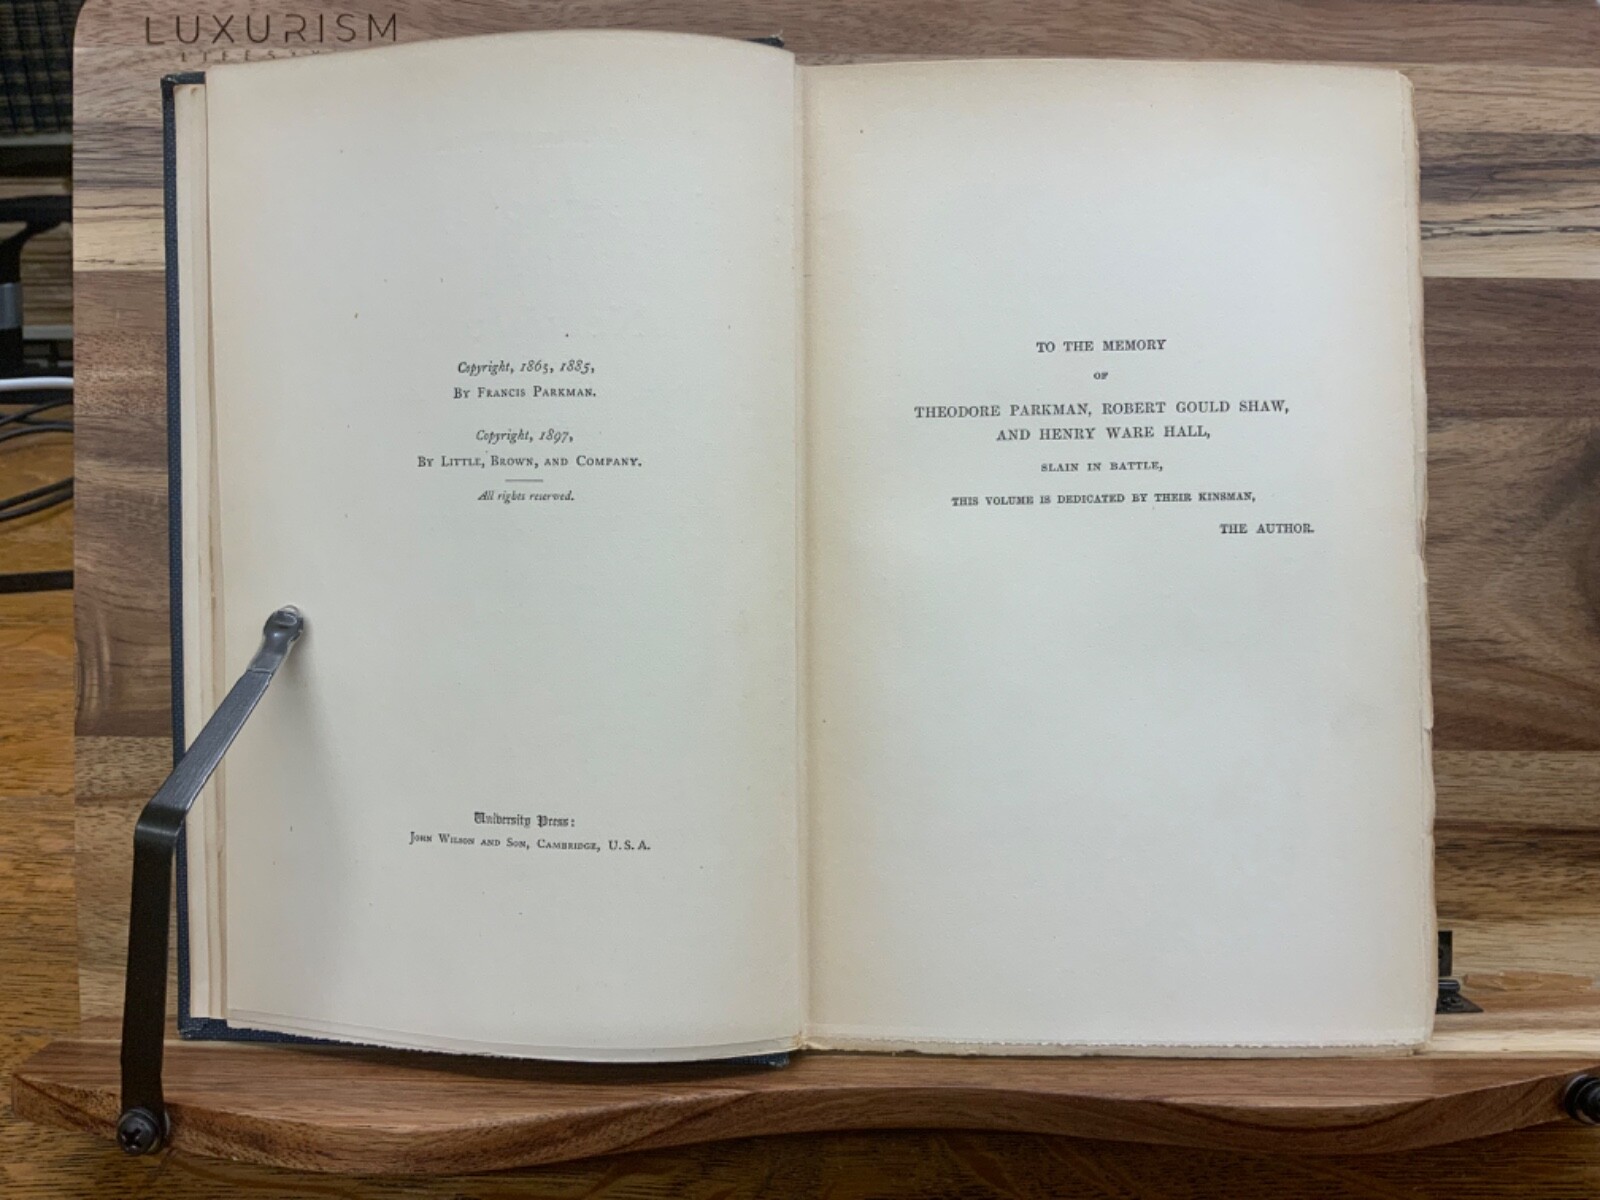 LUXURISM
Copyright, 1865, 1885,
By Francis Parkman.
Copyright, 1897,
By Little, Brown, and Company.
All rights reserved.
University Press:
John Wilson and Son, Cambridge, U.S.A.
TO THE MEMORY
OF
THEODORE PARKMAN, ROBERT GOULD SHAW,
AND HENRY WARE HALL,
SLAIN IN BATTLE,
THIS VOLUME IS DEDICATED BY THEIR KINSMAN,
THE AUTHOR.